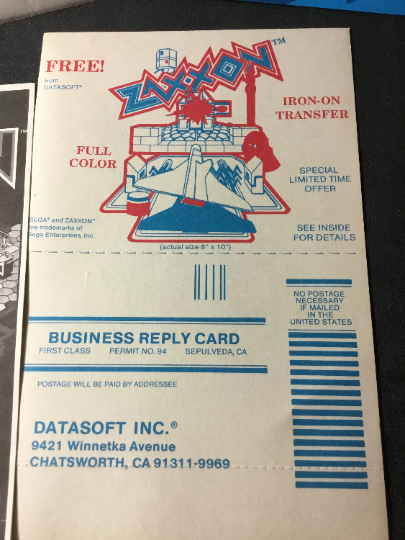 FREE!
from
DATASOFT®
ZAXXON™
IRON-ON
TRANSFER
FULL
COLOR
SPECIAL
LIMITED TIME
OFFER
SEGA® and ZAXXON™
are trademarks of
Sega Enterprises, Inc.
SEE INSIDE
FOR DETAILS
(actual size 8" x 10")
NO POSTAGE
NECESSARY
IF MAILED
IN THE
UNITED STATES
BUSINESS REPLY CARD
FIRST CLASS PERMIT NO. 94 SEPULVEDA, CA
POSTAGE WILL BE PAID BY ADDRESSEE
DATASOFT INC.®
9421 Winnetka Avenue
CHATSWORTH, CA 91311-9969